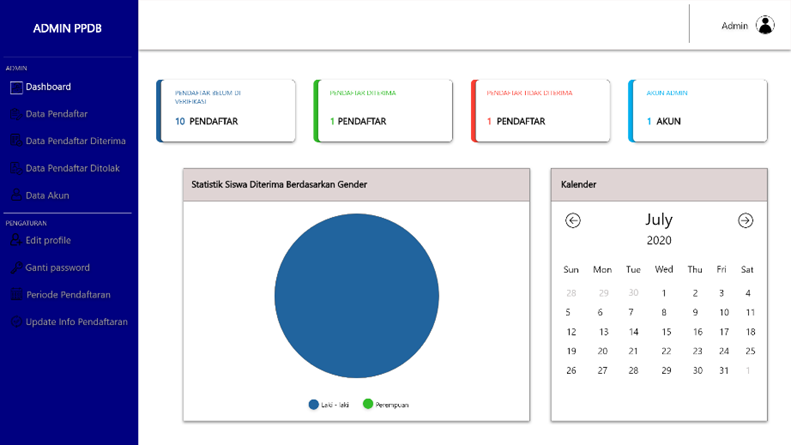 ADMIN PPDB
Admin
ADMIN
Dashboard
Data Pendaftar
Data Pendaftar Diterima
Data Pendaftar Ditolak
Data Akun
PENGATURAN
Edit profile
Ganti password
Periode Pendaftaran
Update Info Pendaftaran
PENDAFTAR BELUM DI
VERIFIKASI
10 PENDAFTAR
PENDAFTAR DITERIMA
1 PENDAFTAR
PENDAFTAR TIDAK DITERIMA
1 PENDAFTAR
AKUN ADMIN
1 AKUN
Statistik Siswa Diterima Berdasarkan Gender
Laki - laki Perempuan
Kalender
July
2020
Sun Mon Tue Wed Thu Fri Sat
28 29 30 1 2 3 4
5 6 7 8 9 10 11
12 13 14 15 16 17 18
19 20 21 22 23 24 25
26 27 28 29 30 31 1